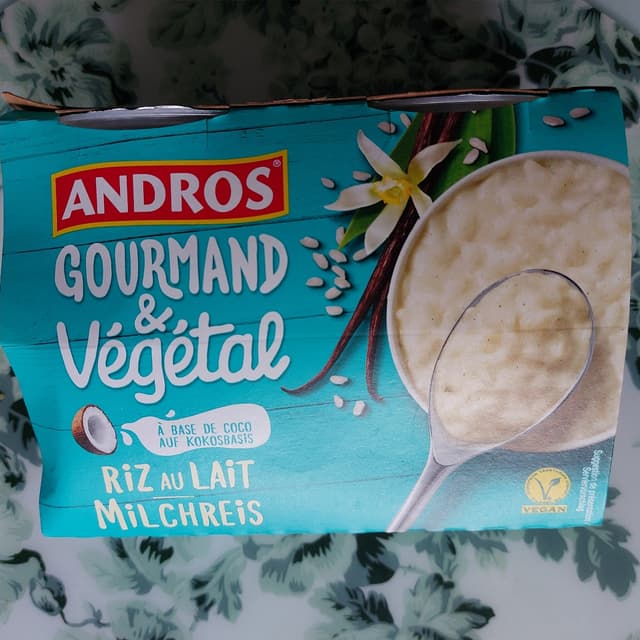 ANDROS®
GOURMAND
&
Végétal
À BASE DE COCO
AUF KOKOSBASIS
RIZ AU LAIT
MILCHREIS
VEGAN
Suggestion de présentation
Serviervorschlag